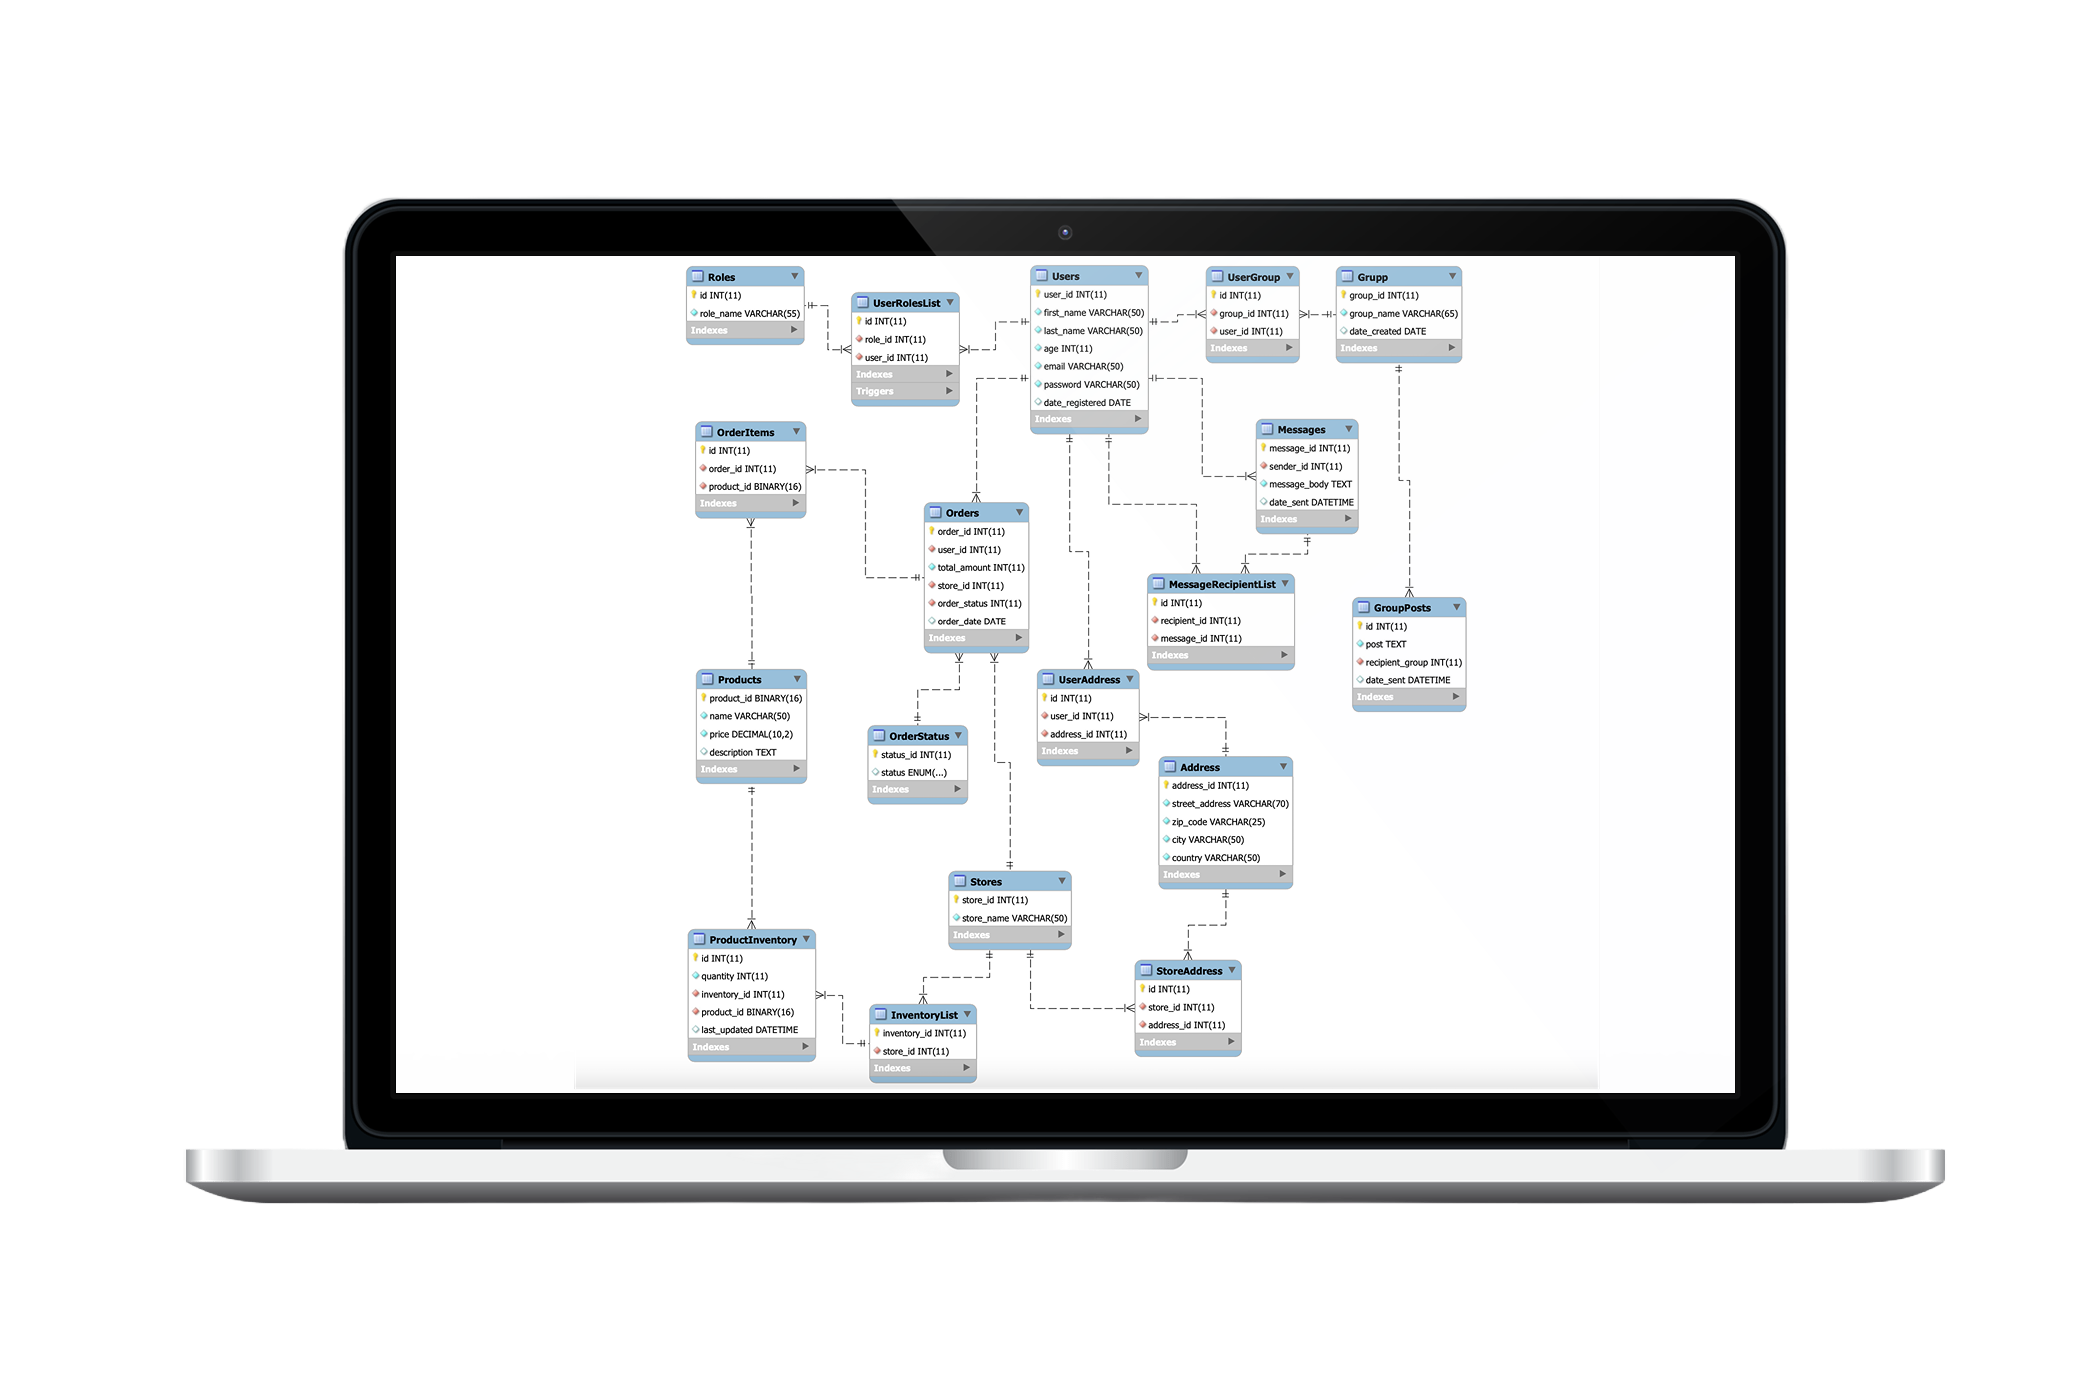 Roles
id INT(11)
role_name VARCHAR(55)
Indexes
UserRolesList
id INT(11)
role_id INT(11)
user_id INT(11)
Indexes
Triggers
Users
user_id INT(11)
first_name VARCHAR(50)
last_name VARCHAR(50)
age INT(11)
email VARCHAR(50)
password VARCHAR(50)
date_registered DATE
Indexes
UserGroup
id INT(11)
group_id INT(11)
user_id INT(11)
Indexes
Grupp
group_id INT(11)
group_name VARCHAR(65)
date_created DATE
Indexes
OrderItems
id INT(11)
order_id INT(11)
product_id BINARY(16)
Indexes
Orders
order_id INT(11)
user_id INT(11)
total_amount INT(11)
store_id INT(11)
order_status INT(11)
order_date DATE
Indexes
Messages
message_id INT(11)
sender_id INT(11)
message_body TEXT
date_sent DATETIME
Indexes
MessageRecipientList
id INT(11)
recipient_id INT(11)
message_id INT(11)
Indexes
GroupPosts
id INT(11)
post TEXT
recipient_group INT(11)
date_sent DATETIME
Indexes
Products
product_id BINARY(16)
name VARCHAR(50)
price DECIMAL(10,2)
description TEXT
Indexes
OrderStatus
status_id INT(11)
status ENUM(...)
Indexes
UserAddress
id INT(11)
user_id INT(11)
address_id INT(11)
Indexes
Address
address_id INT(11)
street_address VARCHAR(70)
zip_code VARCHAR(25)
city VARCHAR(50)
country VARCHAR(50)
Indexes
Stores
store_id INT(11)
store_name VARCHAR(50)
Indexes
ProductInventory
id INT(11)
quantity INT(11)
inventory_id INT(11)
product_id BINARY(16)
last_updated DATETIME
Indexes
InventoryList
inventory_id INT(11)
store_id INT(11)
Indexes
StoreAddress
id INT(11)
store_id INT(11)
address_id INT(11)
Indexes